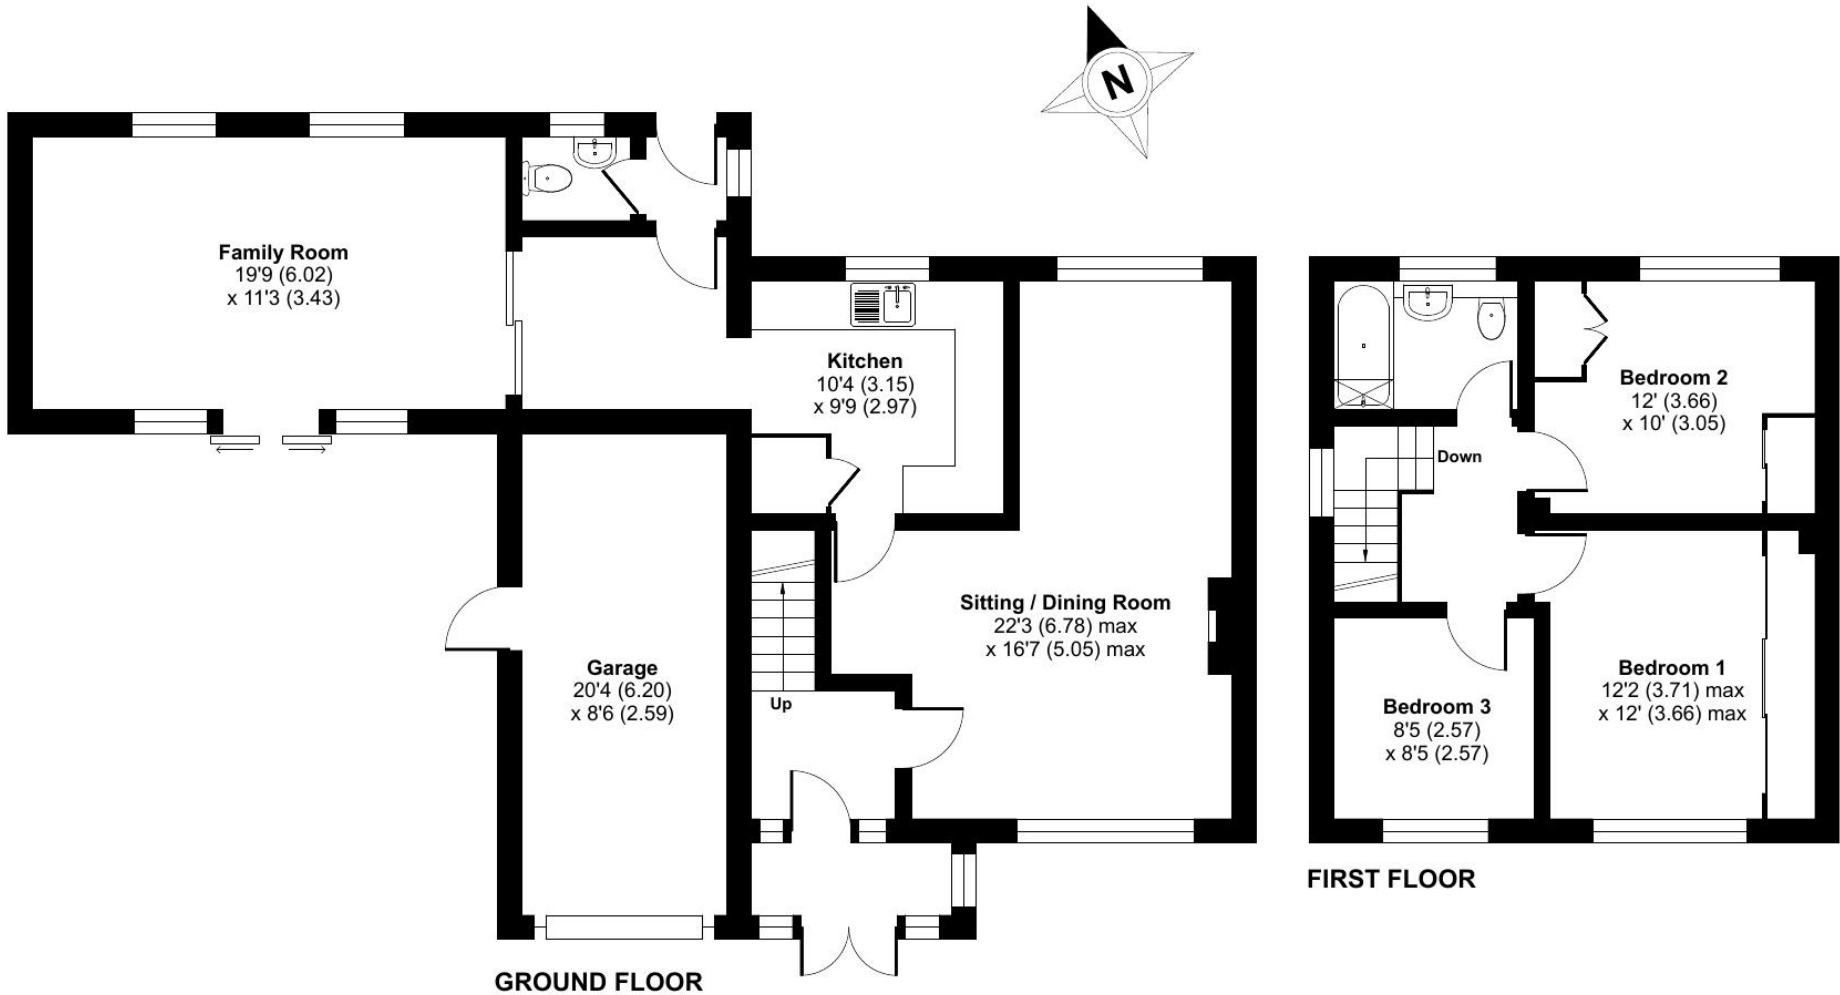 N
Family Room
19'9 (6.02)
x 11'3 (3.43)
Kitchen
10'4 (3.15)
x 9'9 (2.97)
Sitting / Dining Room
22'3 (6.78) max
x 16'7 (5.05) max
Garage
20'4 (6.20)
x 8'6 (2.59)
Up
GROUND FLOOR
Bedroom 2
12' (3.66)
x 10' (3.05)
Down
Bedroom 1
12'2 (3.71) max
x 12' (3.66) max
Bedroom 3
8'5 (2.57)
x 8'5 (2.57)
FIRST FLOOR